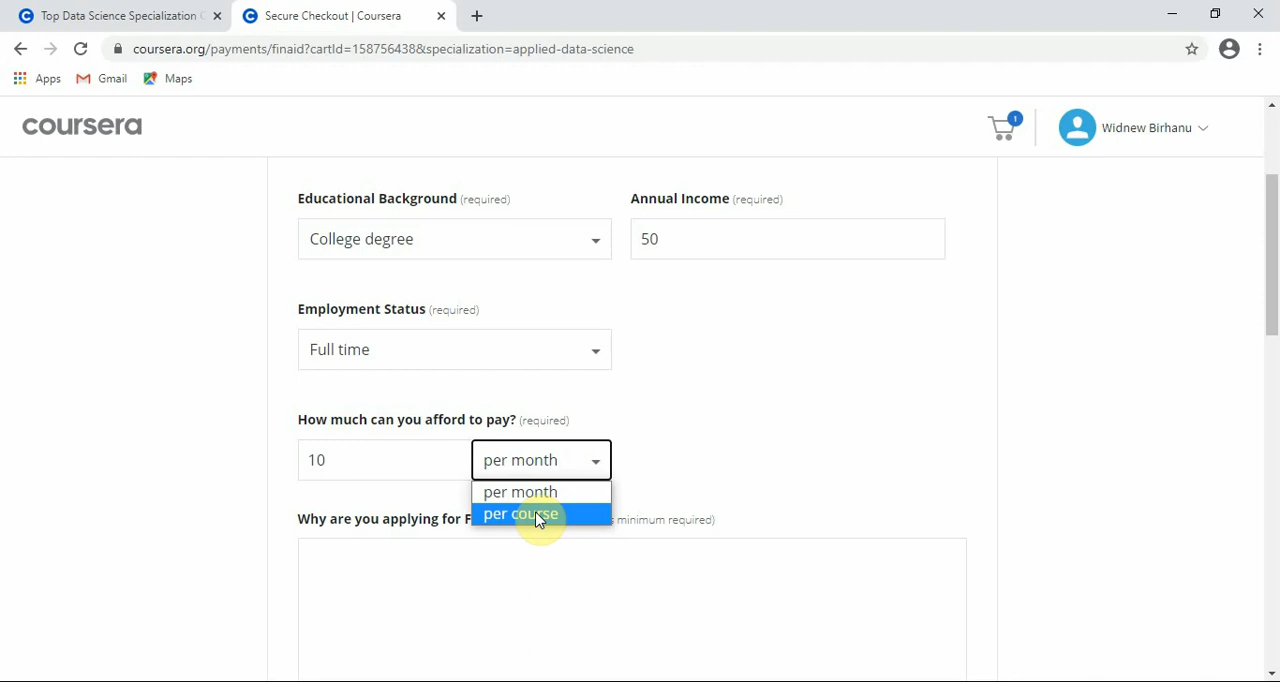 Top Data Science Specialization
Secure Checkout | Coursera
coursera.org/payments/finaid?cartId=158756438&specialization=applied-data-science
Apps Gmail Maps
coursera
1
Widnew Birhanu
Educational Background (required) Annual Income (required)
College degree 50
Employment Status (required)
Full time
How much can you afford to pay? (required)
10 per month
per month
per course
Why are you applying for F minimum required)